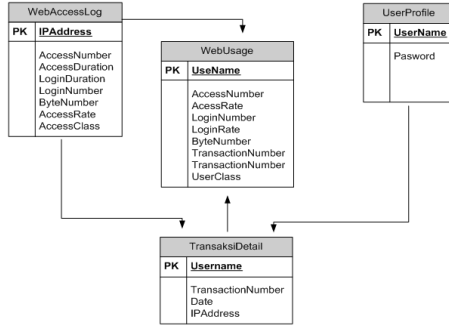 WebAccessLog
PK IPAddress
AccessNumber
AccessDuration
LoginDuration
LoginNumber
ByteNumber
AccessRate
AccessClass
WebUsage
PK UseName
AccessNumber
AcessRate
LoginNumber
LoginRate
ByteNumber
TransactionNumber
TransactionNumber
UserClass
UserProfile
PK UserName
Pasword
TransaksiDetail
PK Username
TransactionNumber
Date
IPAddress